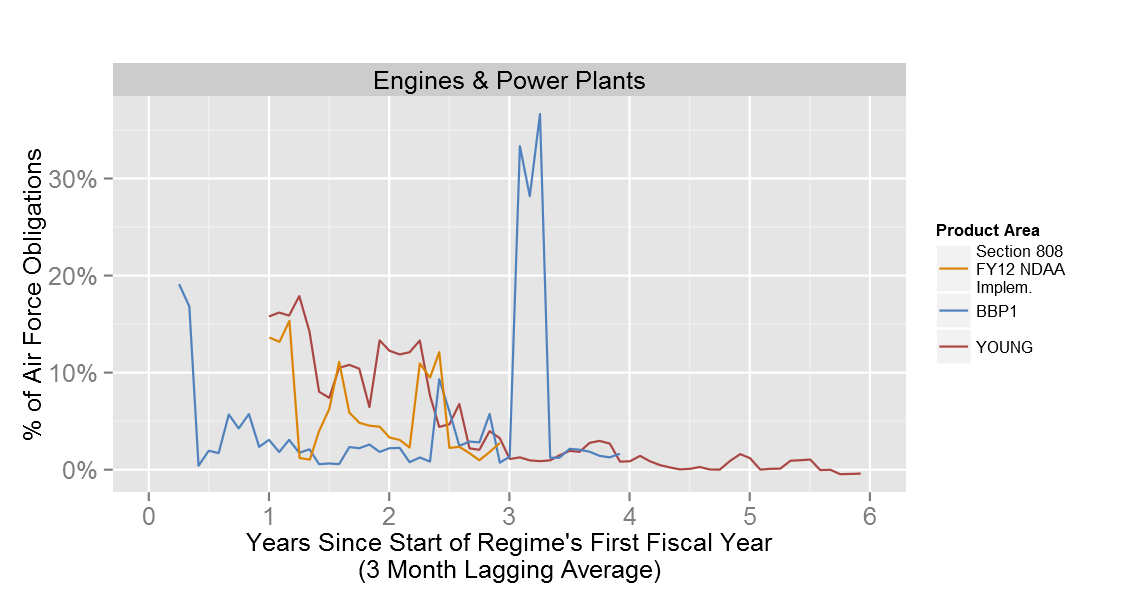 Engines & Power Plants
% of Air Force Obligations
30%
20%
10%
0%
0 1 2 3 4 5 6
Years Since Start of Regime's First Fiscal Year
(3 Month Lagging Average)
Product Area
Section 808
FY12 NDAA
Implem.
BBP1
YOUNG